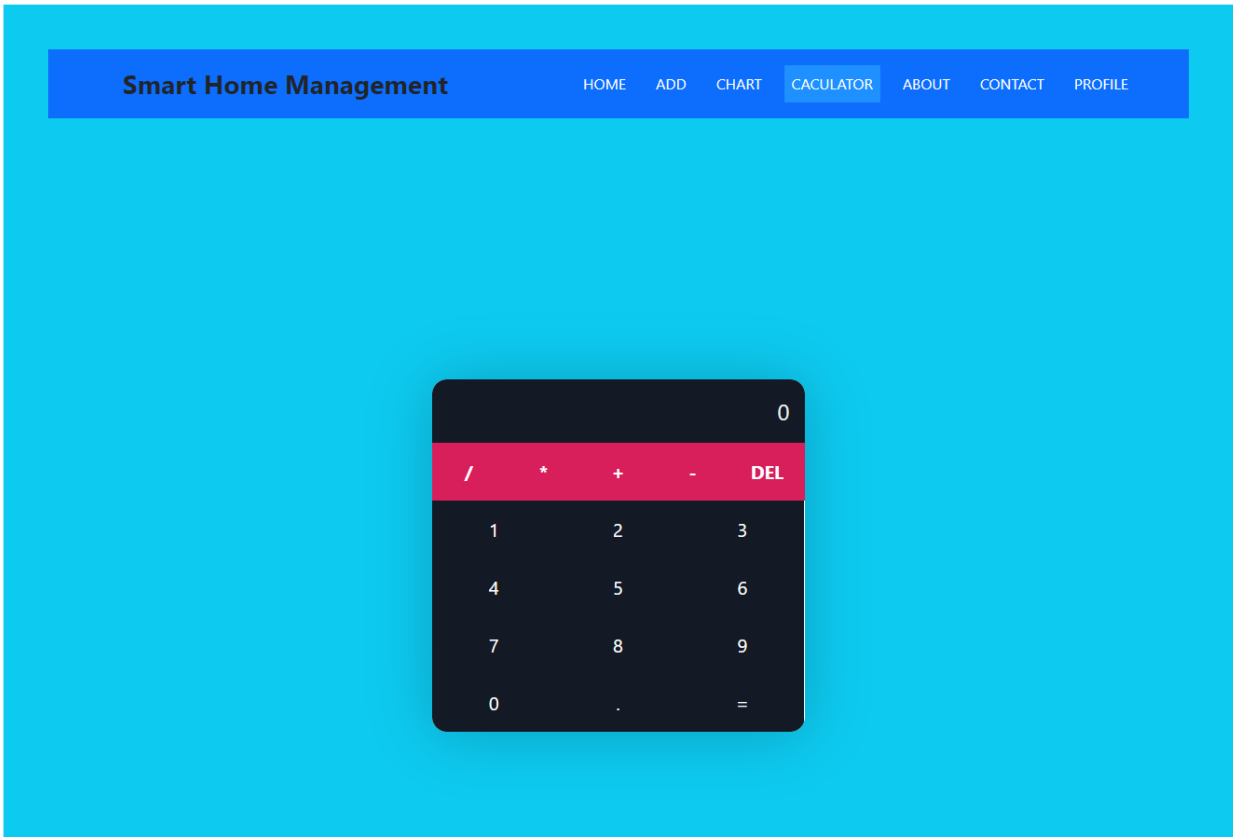 Smart Home Management HOME ADD CHART CACULATOR ABOUT CONTACT PROFILE
0
/ * + - DEL
1 2 3
4 5 6
7 8 9
0 . =